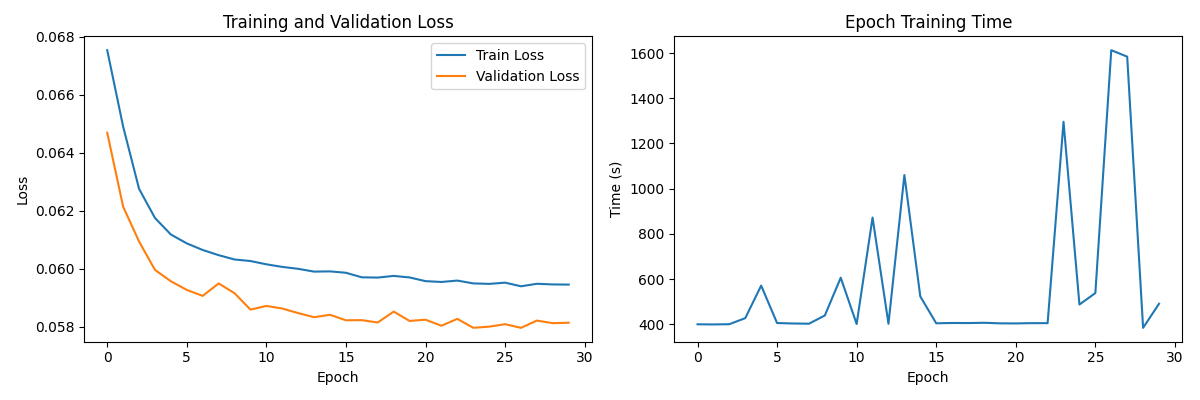 Training and Validation Loss
Train Loss
Validation Loss
0.068
0.066
0.064
0.062
0.060
0.058
Loss
0 5 10 15 20 25 30
Epoch
Epoch Training Time
1600
1400
1200
1000
800
600
400
Time (s)
0 5 10 15 20 25 30
Epoch